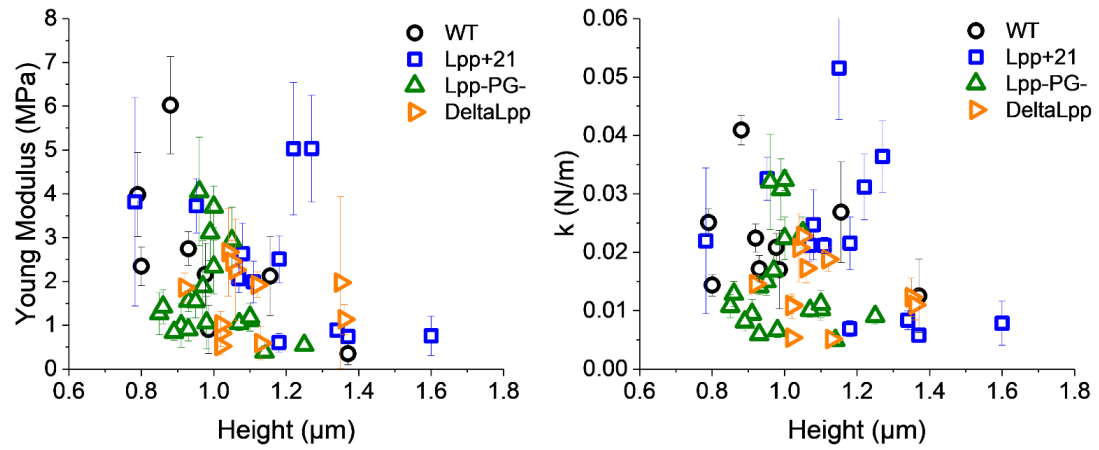 8
7
6
5
4
3
2
1
0
Young Modulus (MPa)
0.6
0.8
1.0
1.2
1.4
1.6
1.8
Height (μm)
WT
Lpp+21
Lpp-PG-
DeltaLpp
0.06
0.05
0.04
0.03
0.02
0.01
0.00
k (N/m)
0.6
0.8
1.0
1.2
1.4
1.6
1.8
Height (μm)
WT
Lpp+21
Lpp-PG-
DeltaLpp